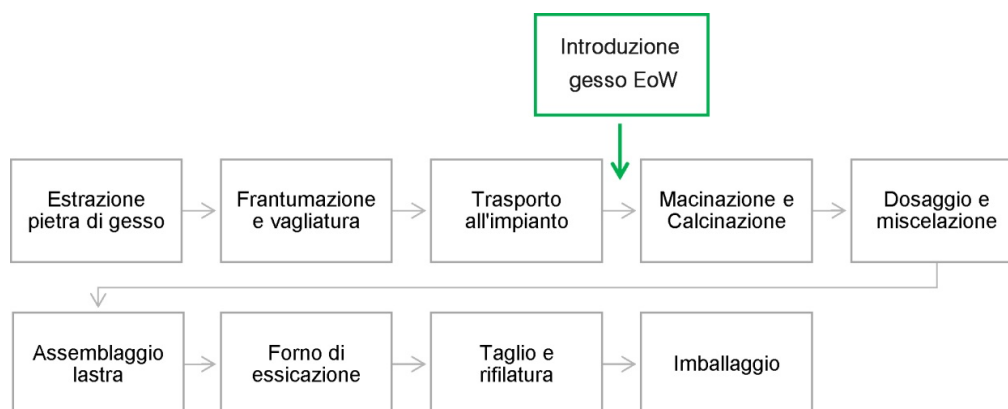 Introduzione
gesso EoW
Estrazione
pietra di gesso
Frantumazione
e vagliatura
Trasporto
all'impianto
Macinazione e
Calcinazione
Dosaggio e
miscelazione
Assemblaggio
lastra
Forno di
essicazione
Taglio e
rifilatura
Imballaggio